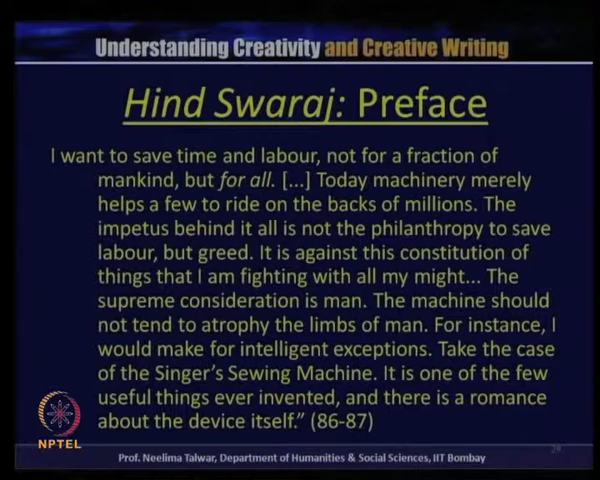 Understanding Creativity and Creative Writing
Hind Swaraj: Preface
I want to save time and labour, not for a fraction of
mankind, but for all. [...] Today machinery merely
helps a few to ride on the backs of millions. The
impetus behind it all is not the philanthropy to save
labour, but greed. It is against this constitution of
things that I am fighting with all my might... The
supreme consideration is man. The machine should
not tend to atrophy the limbs of man. For instance, I
would make for intelligent exceptions. Take the case
of the Singer's Sewing Machine. It is one of the few
useful things ever invented, and there is a romance
about the device itself." (86-87)
NPTEL
Prof. Neelima Talwar, Department of Humanities & Social Sciences, IIT Bombay